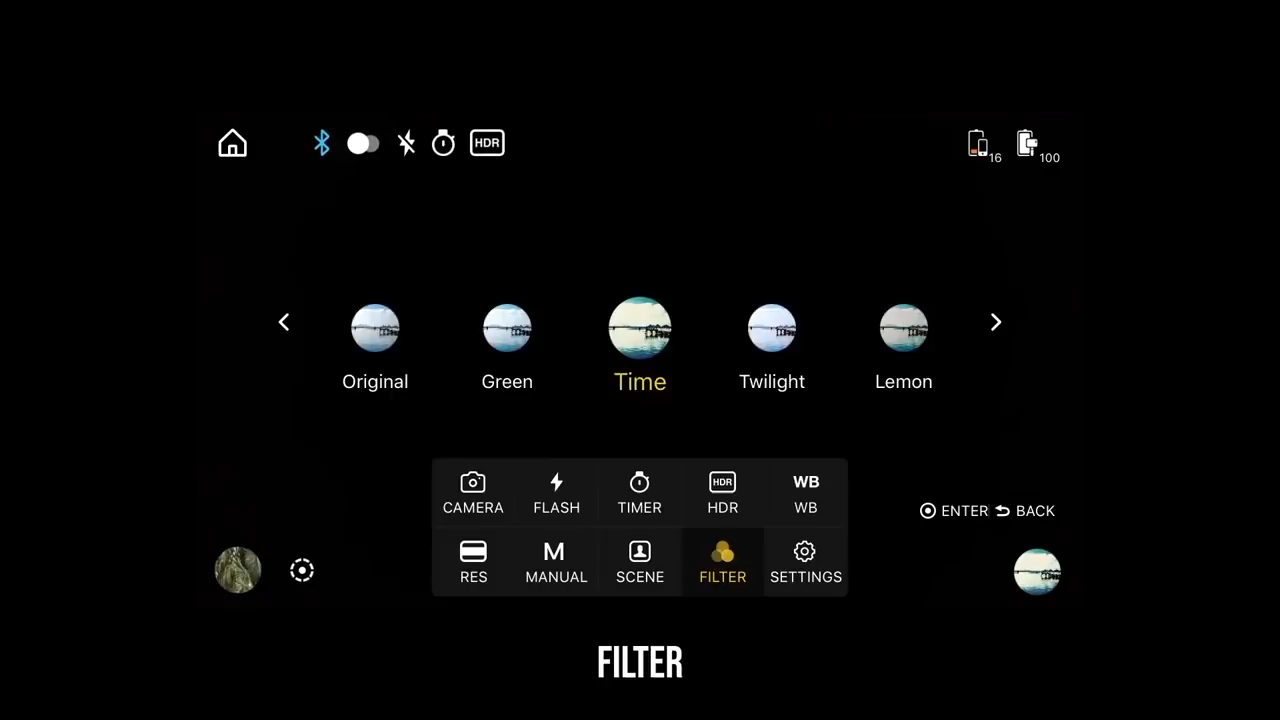 HDR
16
100
Original
Green
Time
Twilight
Lemon
CAMERA
FLASH
TIMER
HDR
HDR
WB
WB
ENTER
BACK
RES
M
MANUAL
SCENE
FILTER
SETTINGS
FILTER